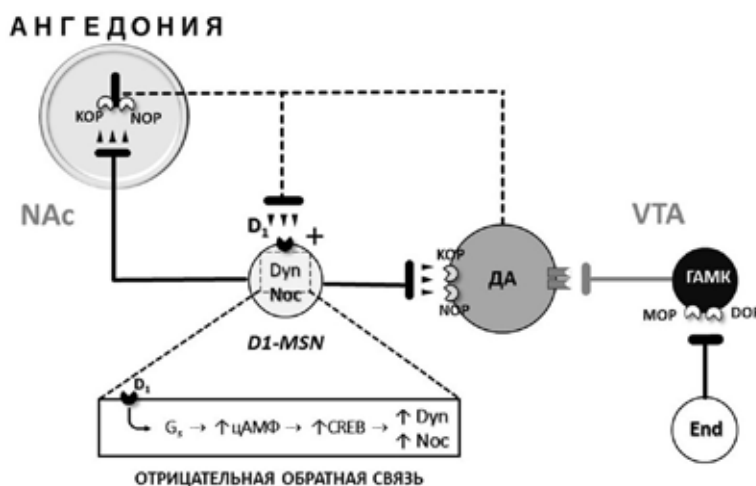 АНГЕДОНИЯ
KOP NOP
NAc
D₁ +
VTA
Dyn
Noc
KOP
NOP
ДА
ГАМК
MOP
D1-MSN
D₁
Gₛ → ↑цАМФ → ↑CREB → ↑ Dyn
↑ Noc
End
ОТРИЦАТЕЛЬНАЯ ОБРАТНАЯ СВЯЗЬ